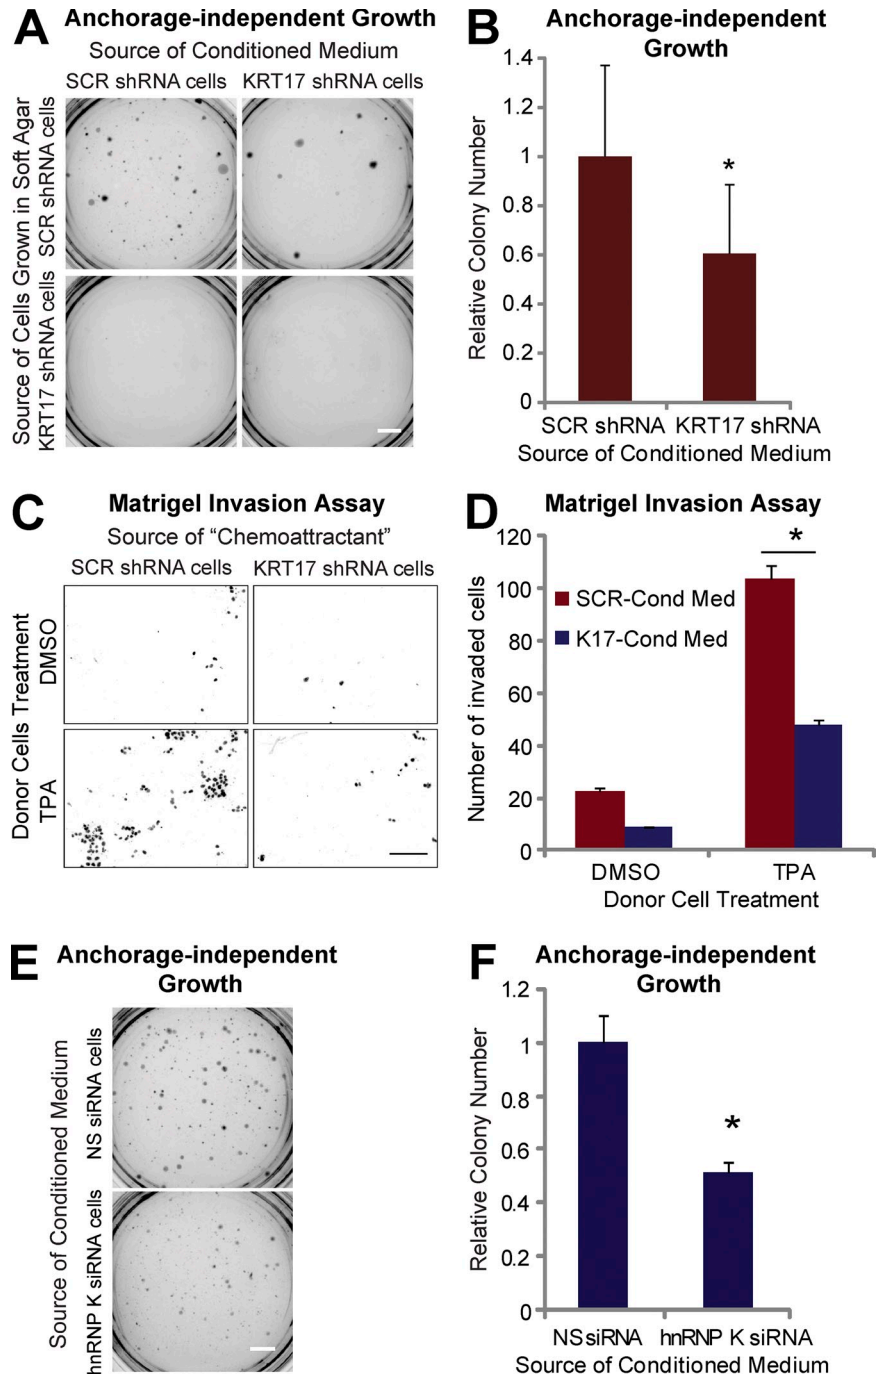 A
Anchorage-independent Growth
Source of Conditioned Medium
SCR shRNA cells
KRT17 shRNA cells
Source of Cells Grown in Soft Agar
SCR shRNA cells
KRT17 shRNA cells
B
Anchorage-independent
Growth
Relative Colony Number
1.4
1.2
1
0.8
0.6
0.4
0.2
0
*
SCR shRNA
KRT17 shRNA
Source of Conditioned Medium
C
Matrigel Invasion Assay
Source of “Chemoattractant”
SCR shRNA cells
KRT17 shRNA cells
Donor Cells Treatment
DMSO
TPA
D
Matrigel Invasion Assay
Number of invaded cells
120
100
80
60
40
20
0
SCR-Cond Med
K17-Cond Med
*
DMSO
TPA
Donor Cell Treatment
E
Anchorage-independent
Growth
Source of Conditioned Medium
NS siRNA cells
hnRNP K siRNA cells
F
Anchorage-independent
Growth
Relative Colony Number
1.2
1
0.8
0.6
0.4
0.2
0
*
NS siRNA
hnRNP K siRNA
Source of Conditioned Medium